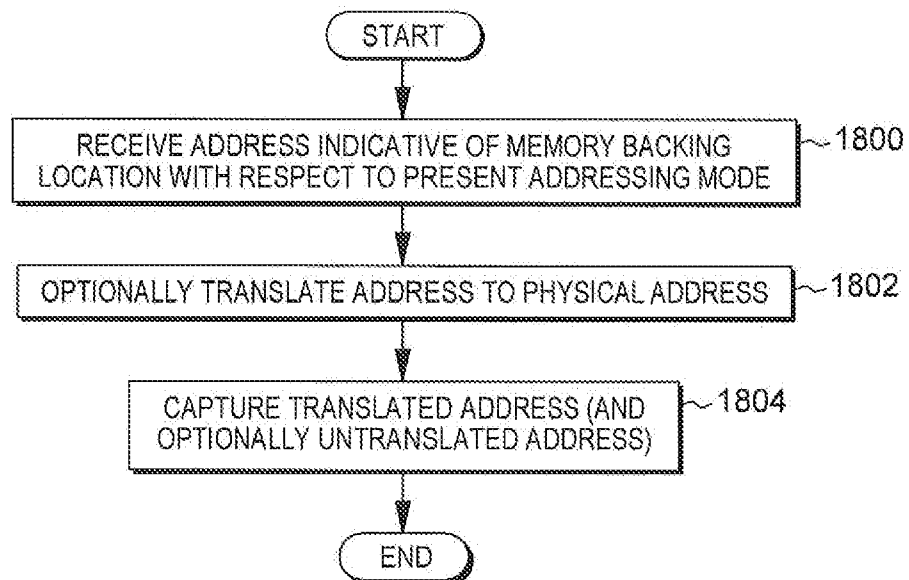 START
RECEIVE ADDRESS INDICATIVE OF MEMORY BACKING
LOCATION WITH RESPECT TO PRESENT ADDRESSING MODE
1800
OPTIONALLY TRANSLATE ADDRESS TO PHYSICAL ADDRESS
1802
CAPTURE TRANSLATED ADDRESS (AND
OPTIONALLY UNTRANSLATED ADDRESS)
1804
END